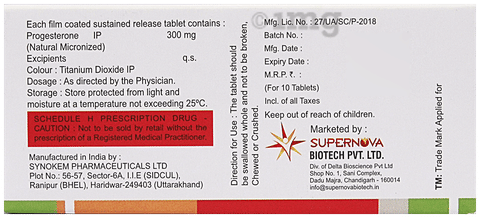 Each film coated sustained release tablet contains :
Progesterone IP 300 mg
(Natural Micronized)
Excipients q.s.
Colour : Titanium Dioxide IP
Dosage : As directed by the Physician.
Storage : Store protected from light and
moisture at a temperature not exceeding 25ºC.
SCHEDULE H PRESCRIPTION DRUG -
CAUTION : Not to be sold by retail without the
prescription of a Registered Medical Practitioner.
Manufactured in India by :
SYNOKEM PHARMACEUTICALS LTD
Plot No.: 56-57, Sector-6A, I.I.E (SIDCUL),
Ranipur (BHEL), Haridwar-249403 (Uttarakhand)
Direction for Use : The tablet should
be swallowed whole and not to be broken,
Chewed or Crushed.
1mg
Mfg. Lic. No. : 27/UA/SC/P-2018
Batch No. :
Mfg. Date :
Expiry Date :
M.R.P. ₹. :
(For 10 Tablets)
Incl. of all Taxes
Keep out of reach of children.
Marketed by :
SUPERNOVA
BIOTECH PVT. LTD.
Div. of Delta Bioscience Pvt Ltd
Shop No. 1, Sani Complex,
Dadu Majra, Chandigarh - 160014
info@supernovabiotech.in
TM: Trade Mark Applied for